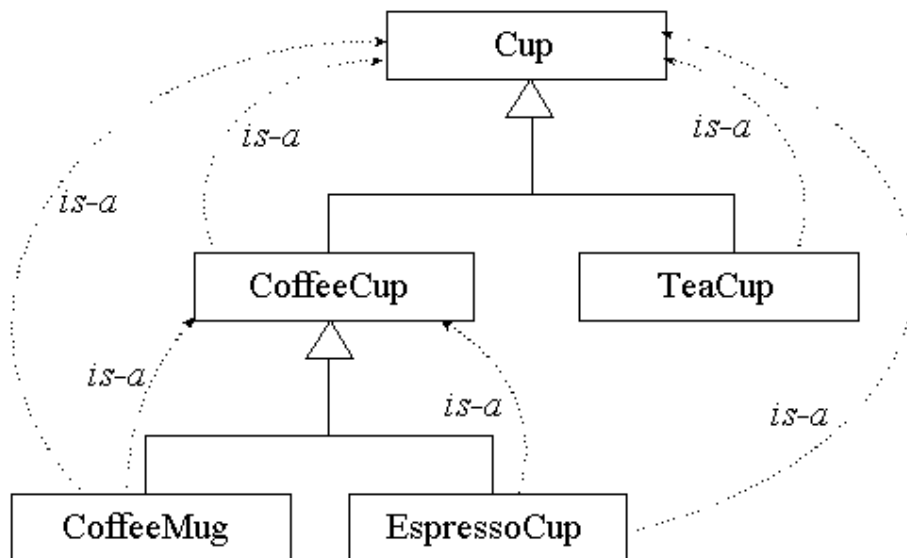 Cup
is-a
is-a
is-a
CoffeeCup
TeaCup
is-a
is-a
is-a
CoffeeMug
EspressoCup